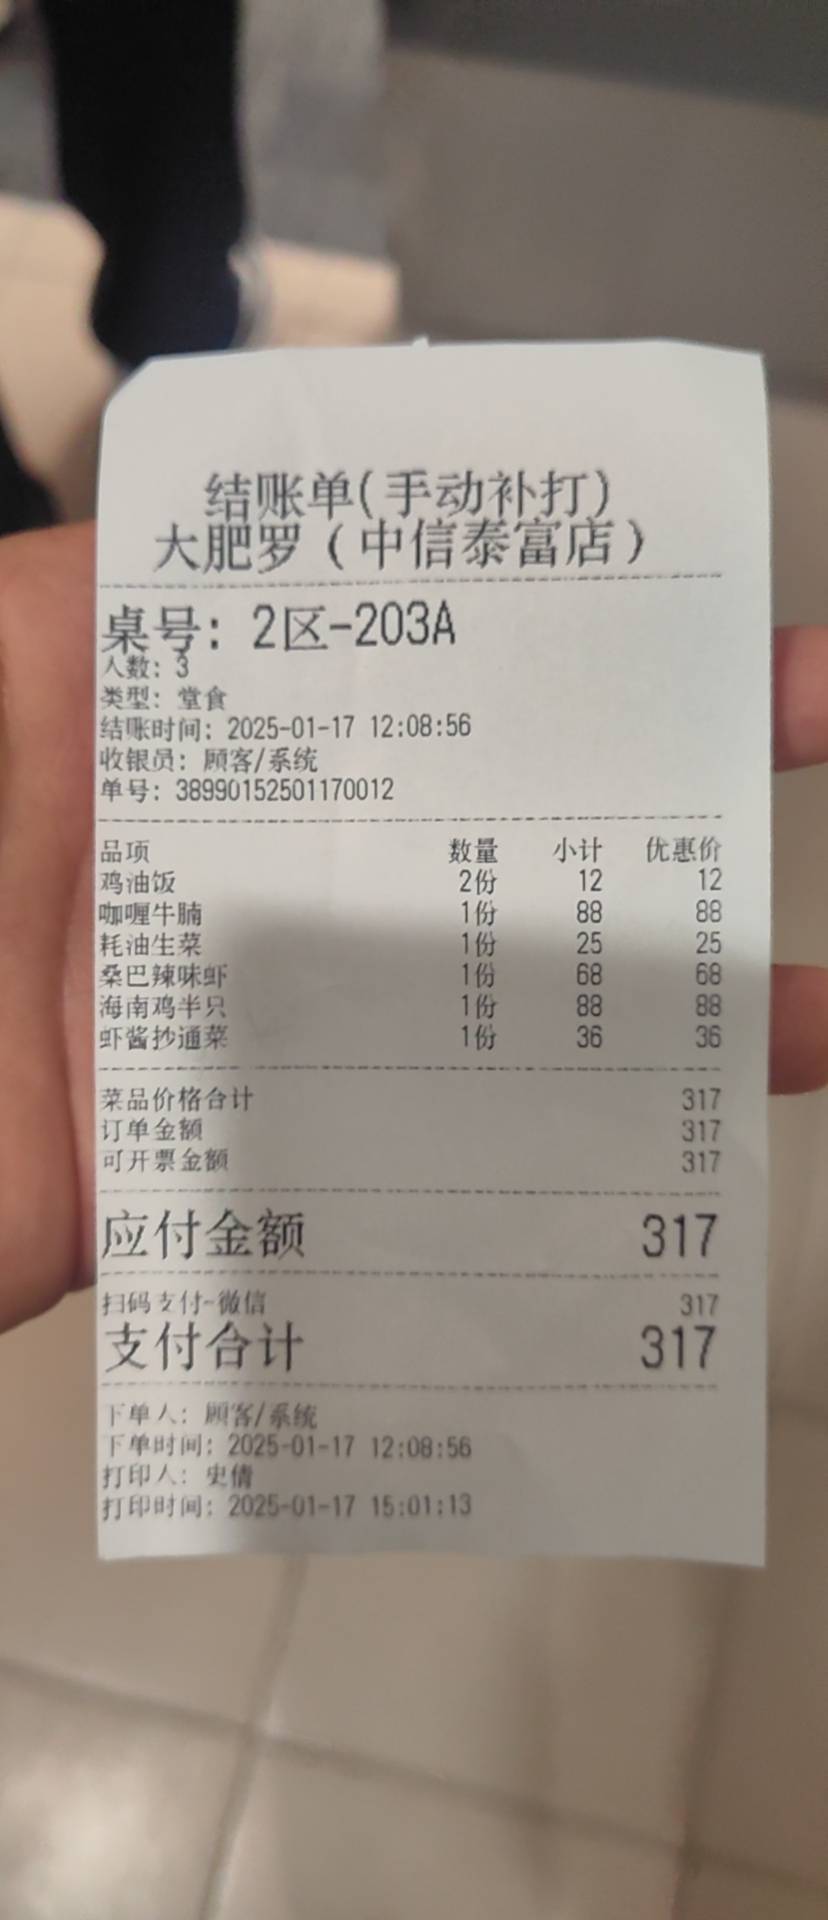 结账单(手动补打)
大肥罗(中信泰富店)
桌号: 2区-203A
人数: 3
类型: 堂食
结账时间: 2025-01-17 12:08:56
收银员: 顾客/系统
单号: 38990152501170012
品项 数量 小计 优惠价
鸡油饭 2份 12 12
咖喱牛腩 1份 88 88
耗油生菜 1份 25 25
桑巴辣味虾 1份 68 68
海南鸡半只 1份 88 88
虾酱抄通菜 1份 36 36
菜品价格合计 317
订单金额 317
可开票金额 317
应付金额 317
扫码支付-微信 317
支付合计 317
下单人: 顾客/系统
下单时间: 2025-01-17 12:08:56
打印人: 史倩
打印时间: 2025-01-17 15:01:13